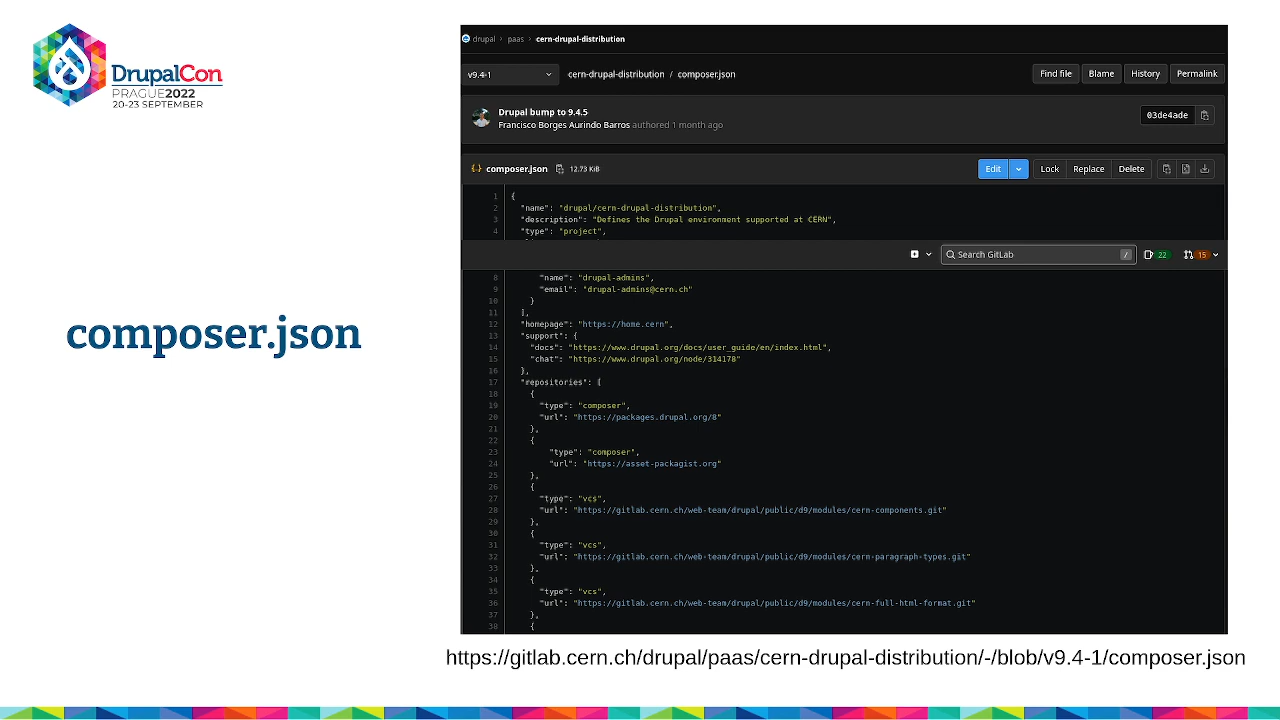 DrupalCon
PRAGUE2022
20-23 SEPTEMBER
composer.json
drupal › paas › cern-drupal-distribution
v9.4-1 cern-drupal-distribution / composer.json Find file Blame History Permalink
Drupal bump to 9.4.5
Francisco Borges Aurindo Barros authored 1 month ago
03de4ade
composer.json 12.73 KiB Edit Lock Replace Delete
1 {
2 "name": "drupal/cern-drupal-distribution",
3 "description": "Defines the Drupal environment supported at CERN",
4 "type": "project",
Search GitLab / 22 15
8 "name": "drupal-admins",
9 "email": "drupal-admins@cern.ch"
10 }
11 ],
12 "homepage": "https://home.cern",
13 "support": {
14 "docs": "https://www.drupal.org/docs/user_guide/en/index.html",
15 "chat": "https://www.drupal.org/node/314178"
16 },
17 "repositories": [
18 {
19 "type": "composer",
20 "url": "https://packages.drupal.org/8"
21 },
22 {
23 "type": "composer",
24 "url": "https://asset-packagist.org"
25 },
26 {
27 "type": "vcs",
28 "url": "https://gitlab.cern.ch/web-team/drupal/public/d9/modules/cern-components.git"
29 },
30 {
31 "type": "vcs",
32 "url": "https://gitlab.cern.ch/web-team/drupal/public/d9/modules/cern-paragraph-types.git"
33 },
34 {
35 "type": "vcs",
36 "url": "https://gitlab.cern.ch/web-team/drupal/public/d9/modules/cern-full-html-format.git"
37 },
38 {
https://gitlab.cern.ch/drupal/paas/cern-drupal-distribution/-/blob/v9.4-1/composer.json